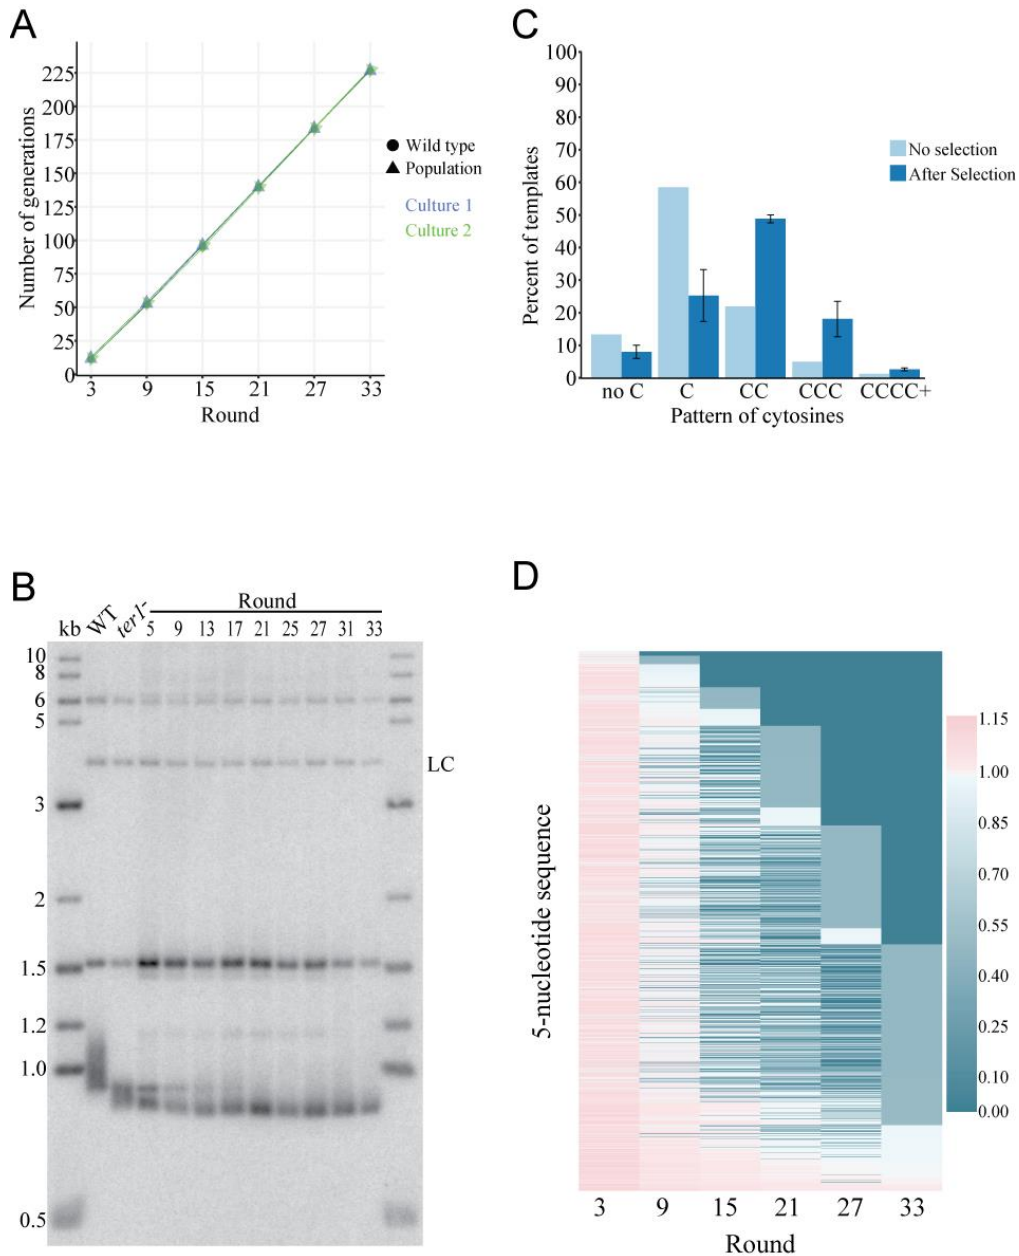 A
Number of generations
225
200
175
150
125
100
75
50
25
0
3 9 15 21 27 33
Round
Wild type
Population
Culture 1
Culture 2
C
Percent of templates
100
90
80
70
60
50
40
30
20
10
0
no C C CC CCC CCCC+
Pattern of cytosines
No selection
After Selection
B
Round
kb WT ter1- 5 9 13 17 21 25 27 31 33
10
8
6
5
3
2
1.5
1.2
1.0
0.5
LC
D
5-nucleotide sequence
3 9 15 21 27 33
Round
1.15
1.00
0.85
0.70
0.55
0.40
0.25
0.10
0.00